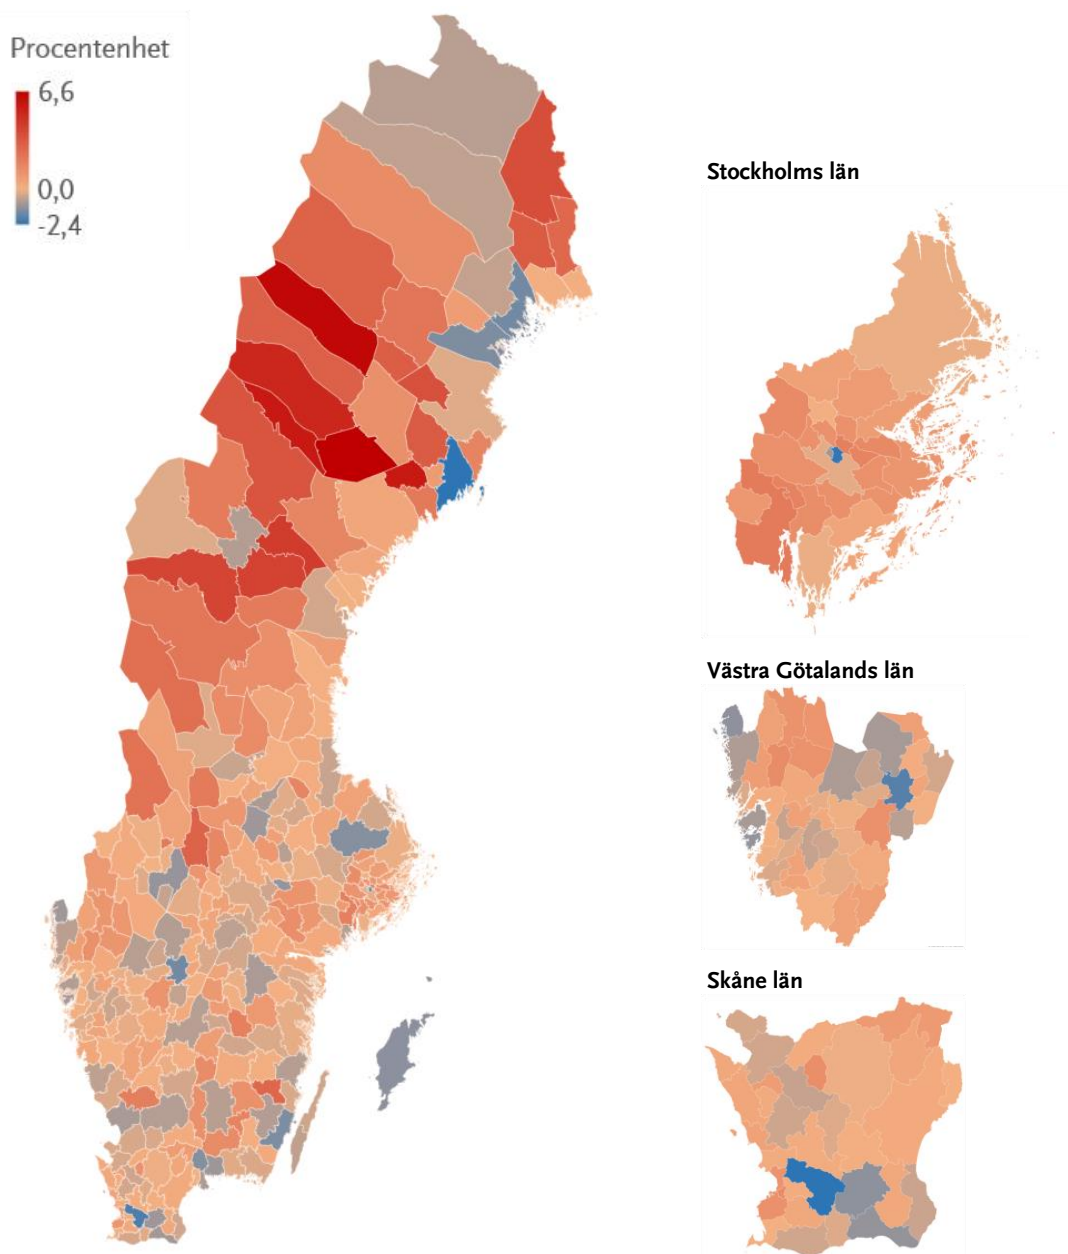 Procentenhet
6,6
0,0
-2,4
Stockholms län
Västra Götalands län
Skåne län